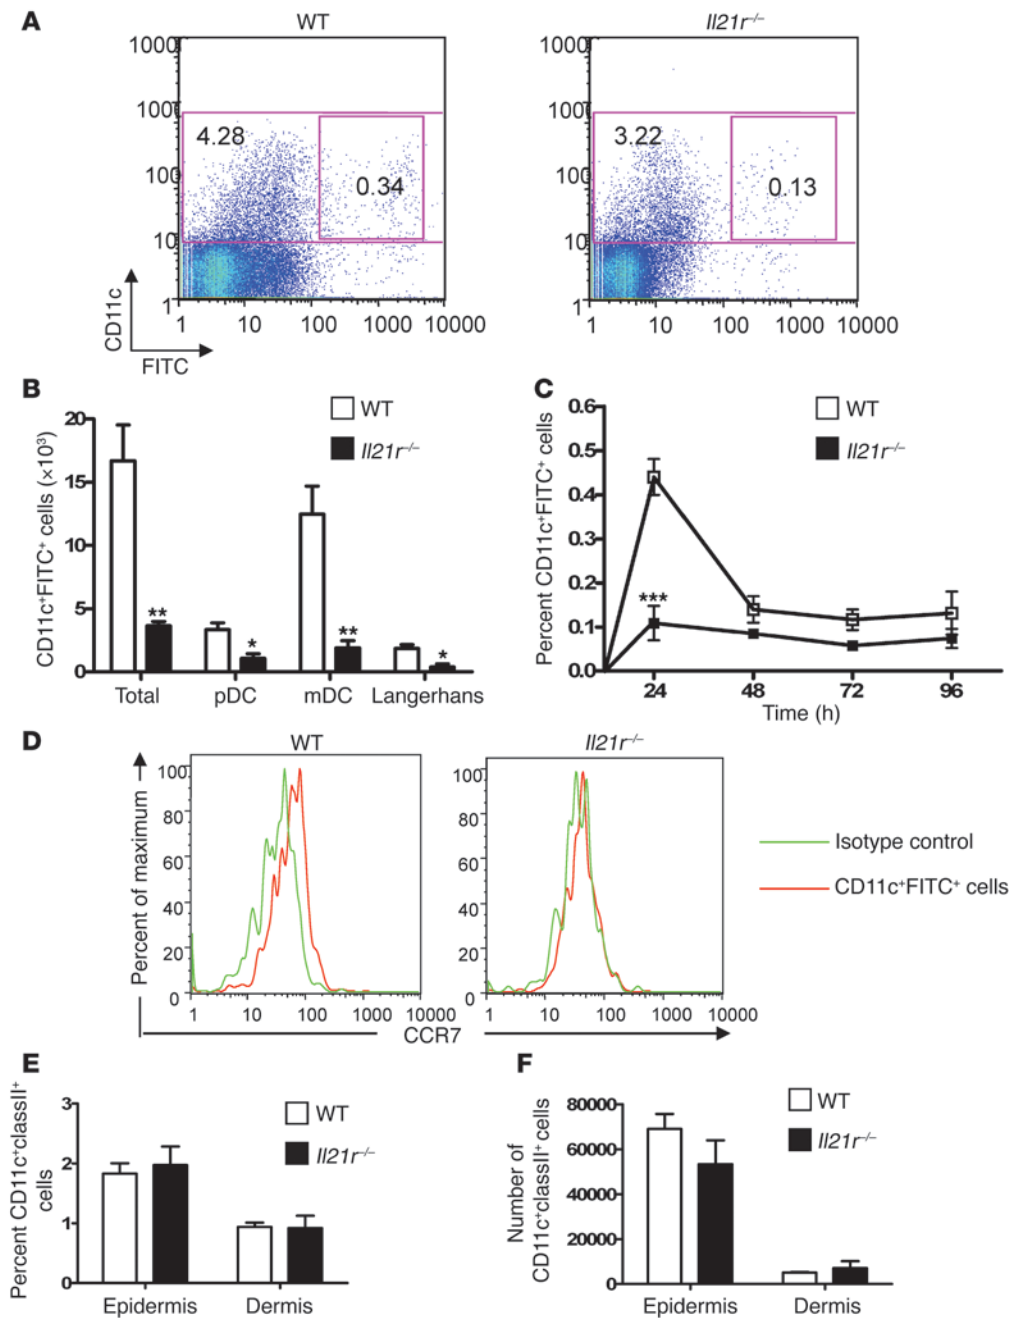 A
WT
Il21r–/–
1000
100
100
10
1
4.28
0.34
1 10 100 1000 10000
CD11c
FITC
1000
100
100
10
1
3.22
0.13
1 10 100 1000 10000
B
CD11c+FITC+ cells (×10³)
20
15
10
5
0
WT
Il21r–/–
**
*
**
*
Total pDC mDC Langerhans
C
Percent CD11c+FITC+ cells
0.6
0.5
0.4
0.3
0.2
0.1
0.0
WT
Il21r–/–
***
24 48 72 96
Time (h)
D
WT
Il21r–/–
Percent of maximum
100
80
60
40
20
0
1 10 100 1000 10000
100
80
60
40
20
0
1 10 100 1000 10000
CCR7
Isotype control
CD11c+FITC+ cells
E
Percent CD11c+classII+
cells
3
2
1
0
WT
Il21r–/–
Epidermis Dermis
F
Number of
CD11c+classII+ cells
80000
60000
40000
20000
0
WT
Il21r–/–
Epidermis Dermis